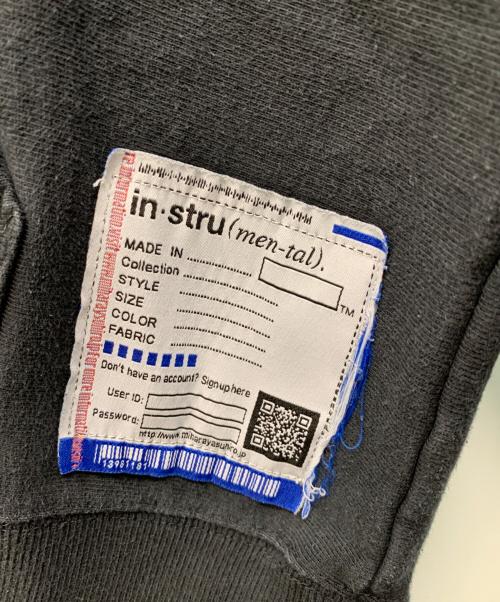 in·stru (men-tal).
MADE IN
Collection
TM
STYLE
SIZE
COLOR
FABRIC
Don't have an account? Sign up here
User ID:
Password:
http://www.miharayasuhiro.jp
13981181